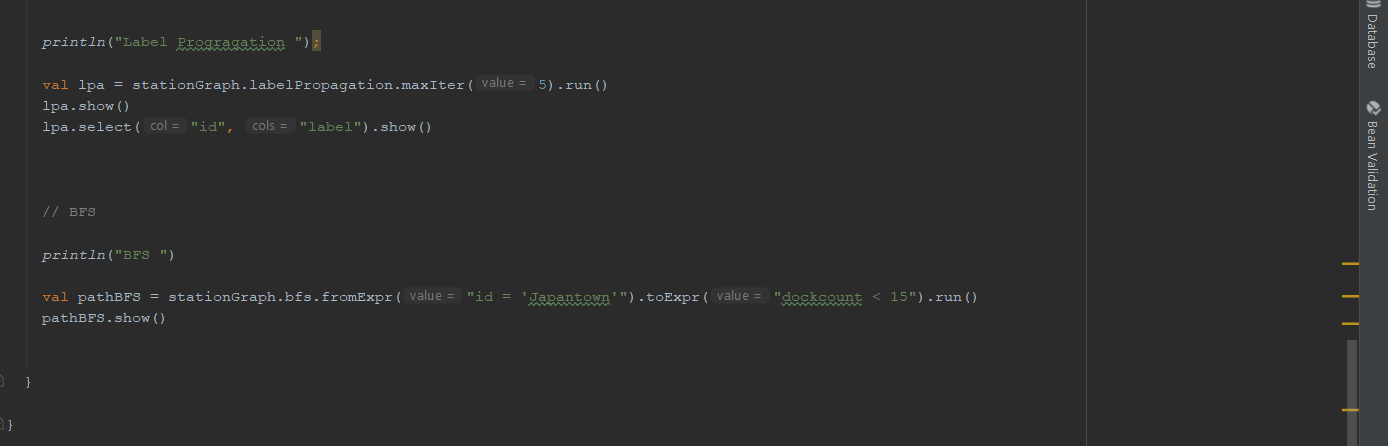 println("Label Progragation ");
val lpa = stationGraph.labelPropagation.maxIter( value = 5).run()
lpa.show()
lpa.select( col = "id", cols = "label").show()
// BFS
println("BFS ")
val pathBFS = stationGraph.bfs.fromExpr( value = "id = 'Japantown'").toExpr( value = "dockcount < 15").run()
pathBFS.show()
}
}
Database
Bean Validation